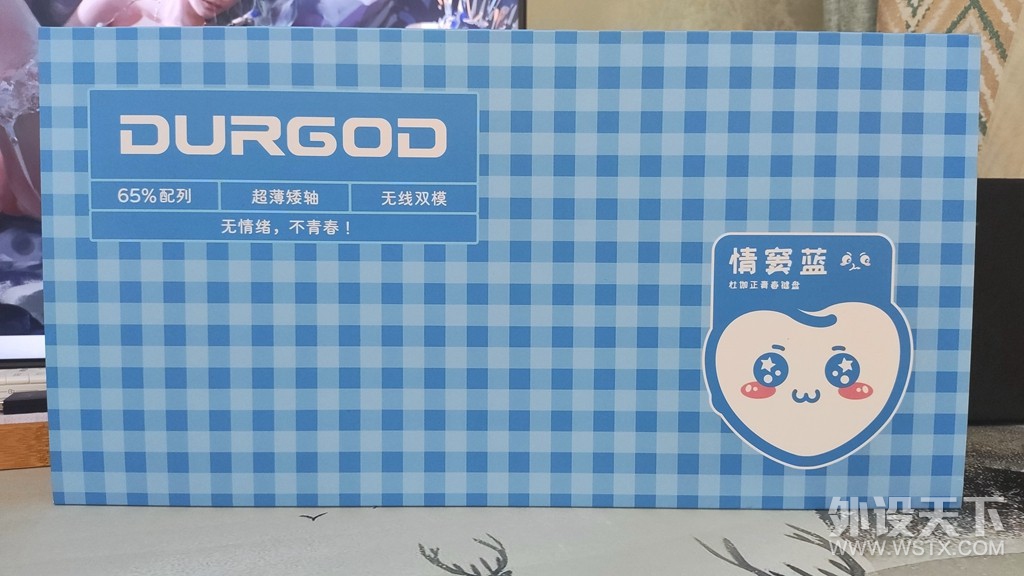 DURGOD
65%配列 超薄矮轴 无线双模
无情绪，不青春！
情窦蓝
杜伽正青春键盘
外设天下
WWW.WSTX.COM